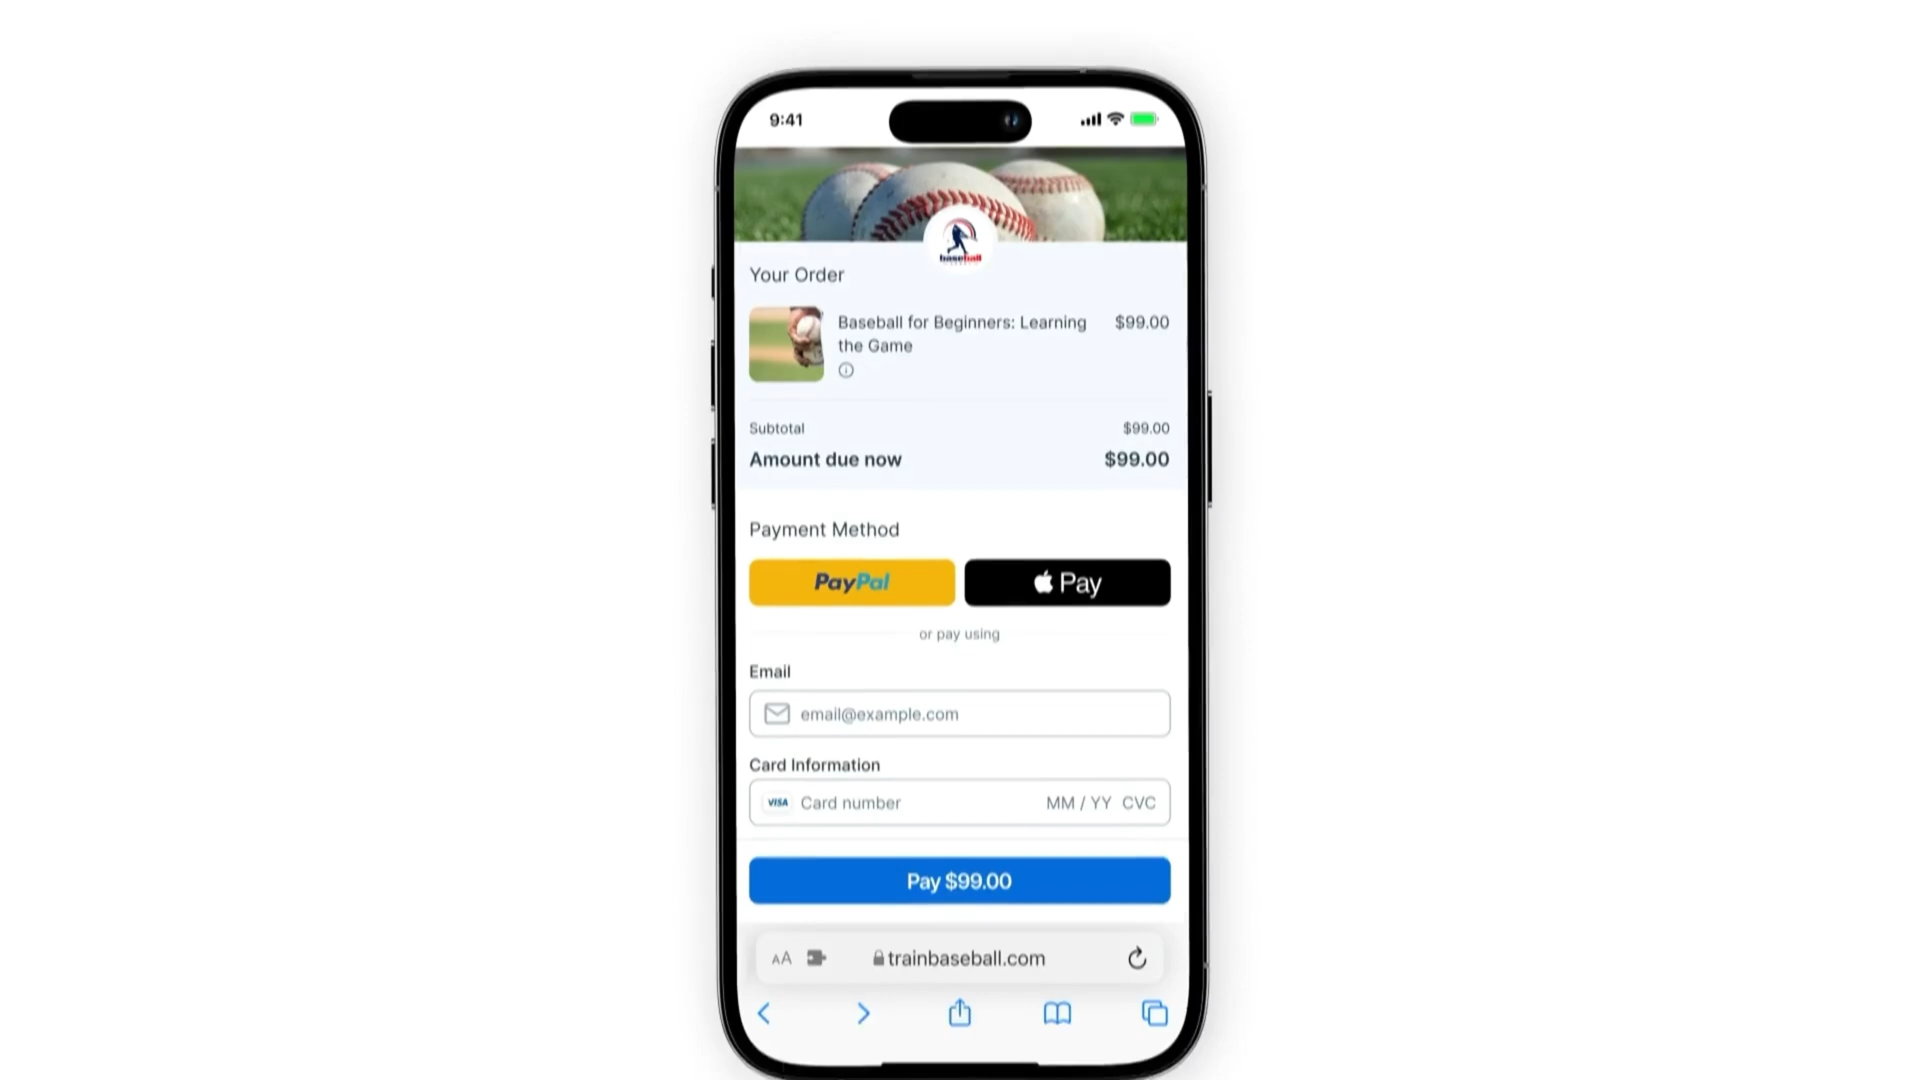 9:41
baseball
Your Order
Baseball for Beginners: Learning $99.00
the Game
Subtotal $99.00
Amount due now $99.00
Payment Method
PayPal
Pay
or pay using
Email
email@example.com
Card Information
VISA Card number MM / YY CVC
Pay $99.00
AA trainbaseball.com